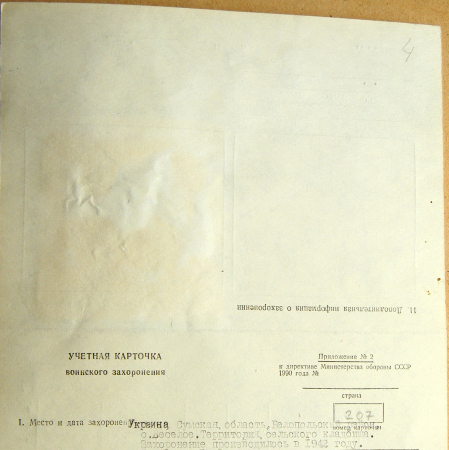 4
11. Дополнительная информация о захоронении
УЧЕТНАЯ КАРТОЧКА
воинского захоронения
Приложение № 2
к директиве Министерства обороны СССР
1990 года №
страна
207
номер карточки
1. Место и дата захоронения Украина Сумская область, Белопольский район
с. Веселое. Территория сельского кладбища.
Захоронение производилось в 1943 году.